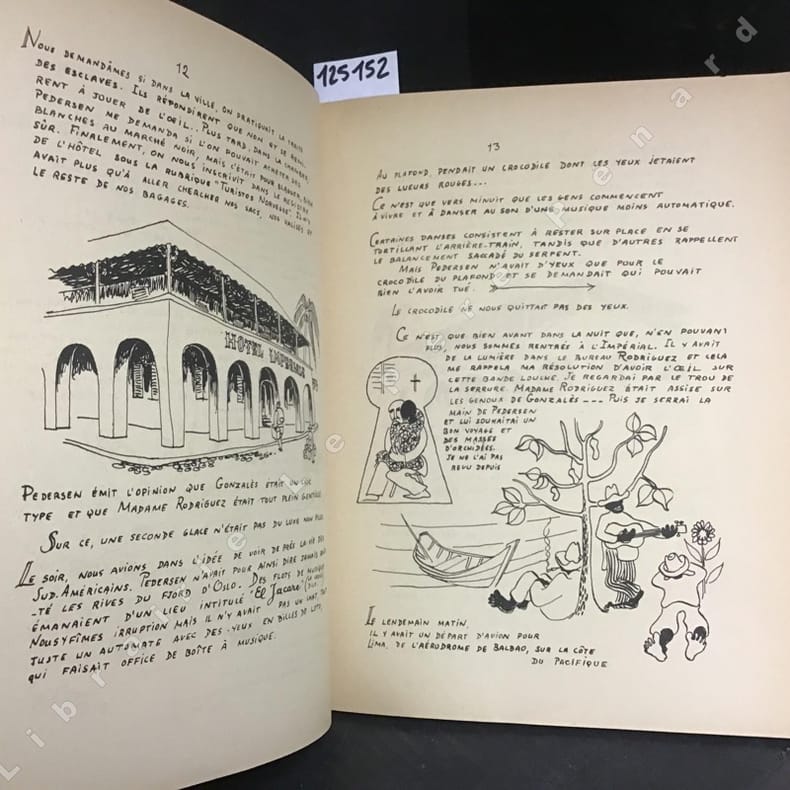 125152
12
Nous demandâmes si dans la ville, on pratiquait la traite
des esclaves. Ils répondirent que non et se
rent à jouer de l'œil.. Plus tard, dans la chambre
Pedersen me demanda si l'on pouvait acheter des
blanches au marché noir, mais c'était pour blaguer, bien
sûr. Finalement, on nous inscrivit dans le registre
de l'hôtel sous la rubrique "Turistos Noruego". Il n'y
avait plus qu'à aller chercher nos sacs, nos valises et
le reste de nos bagages.
HOTEL IMPERIAL
Pedersen émit l'opinion que Gonzalès était un chic
type et que Madame Rodriguez était tout plein gentille
Sur ce, une seconde glace n'était pas du luxe non plus.
Le soir, nous avions dans l'idée de voir de près la vie des
Sud. Américains. Pedersen n'avait pour ainsi dire jamais
-té les rives du fjord d'Oslo. Des flots de musique
émanaient d'un lieu intitulé "El Jacaré"
Nous y fîmes irruption mais il n'y avait pas un chat, tout
juste un automate avec des yeux en billes de loto,
qui faisait office de boîte à musique.
13
Au plafond, pendait un crocodile dont les yeux jetaient
des lueurs rouges...
Ce n'est que vers minuit que les gens commencent
à vivre et à danser au son d'une musique moins automatique.
Certaines danses consistent à rester sur place en se
tortillant l'arrière-train, tandis que d'autres rappellent
le balancement saccadé du serpent.
Mais Pedersen n'avait d'yeux que pour le
crocodile du plafond et se demandait qui pouvait
bien l'avoir tué.
Le crocodile ne nous quittait pas des yeux.
Ce n'est que bien avant dans la nuit que, n'en pouvant
plus, nous sommes rentrés à l'Impérial. Il y avait
de la lumière dans le bureau Rodriguez et cela
me rappela ma résolution d'avoir l'œil sur
cette bande louche. Je regardai par le trou de
la serrure. Madame Rodriguez était assise sur
les genoux de Gonzalès --- Puis je serrai la
main de Pedersen
et lui souhaitai un
bon voyage et
des masses
d'orchidées.
Je ne l'ai pas
revu depuis
Le lendemain matin,
il y avait un départ d'avion pour
Lima, de l'aérodrome de Balbao, sur la côte
du Pacifique
Librairie Le Renard